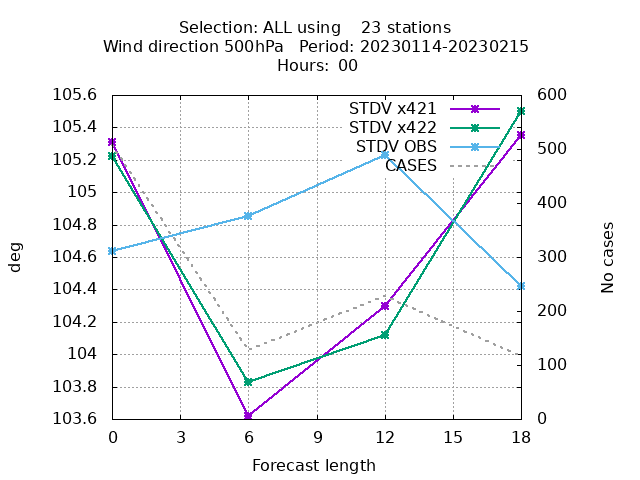 Selection: ALL using    23 stations
Wind direction 500hPa   Period: 20230114-20230215
Hours:  00
STDV x421
STDV x422
STDV OBS
CASES
105.6
105.4
105.2
105
104.8
104.6
104.4
104.2
104
103.8
103.6
600
500
400
300
200
100
0
deg
No cases
0 3 6 9 12 15 18
Forecast length